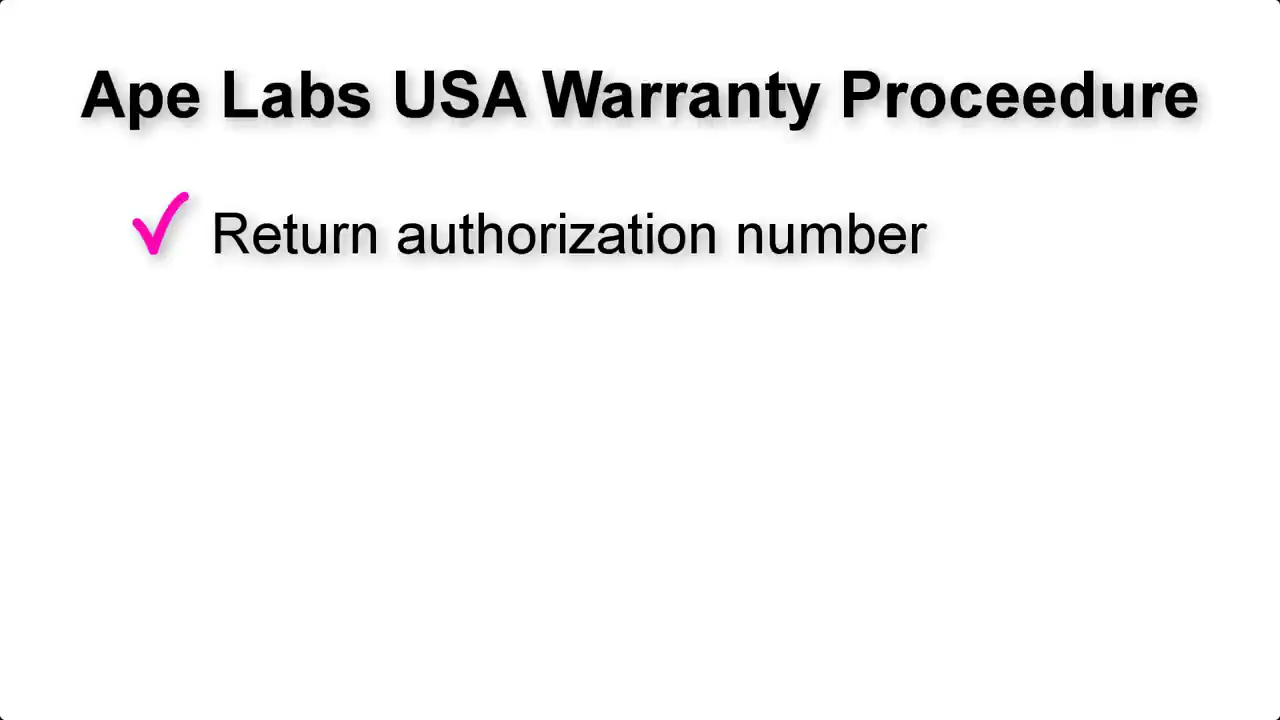 Ape Labs USA Warranty Proceedure
✓ Return authorization number